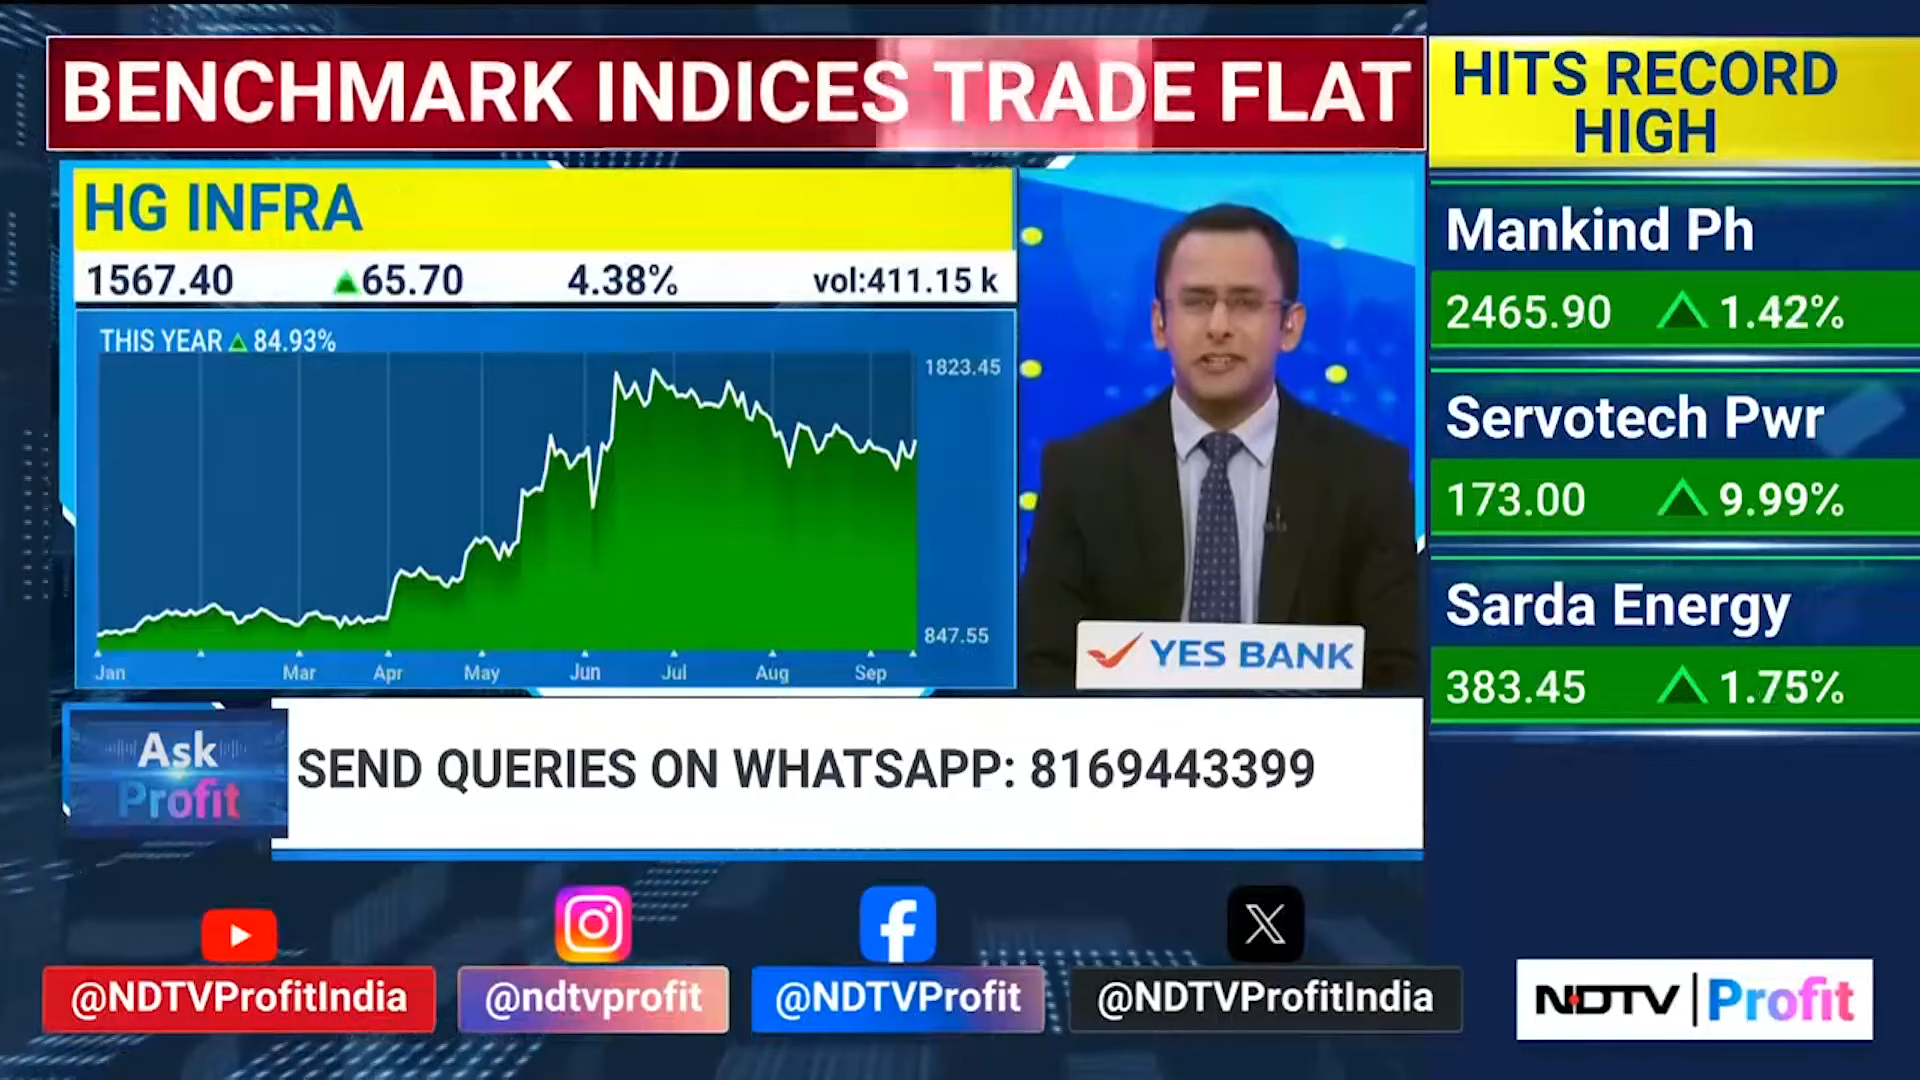 BENCHMARK INDICES TRADE FLAT
HITS RECORD
HIGH
HG INFRA
1567.40 ▲65.70 4.38% vol:411.15 k
THIS YEAR ▲ 84.93%
1823.45
847.55
Jan Mar Apr May Jun Jul Aug Sep
YES BANK
Mankind Ph
2465.90 1.42%
Servotech Pwr
173.00 9.99%
Sarda Energy
383.45 1.75%
Ask
Profit
SEND QUERIES ON WHATSAPP: 8169443399
@NDTVProfitIndia
@ndtvprofit
@NDTVProfit
@NDTVProfitIndia
NDTV | Profit